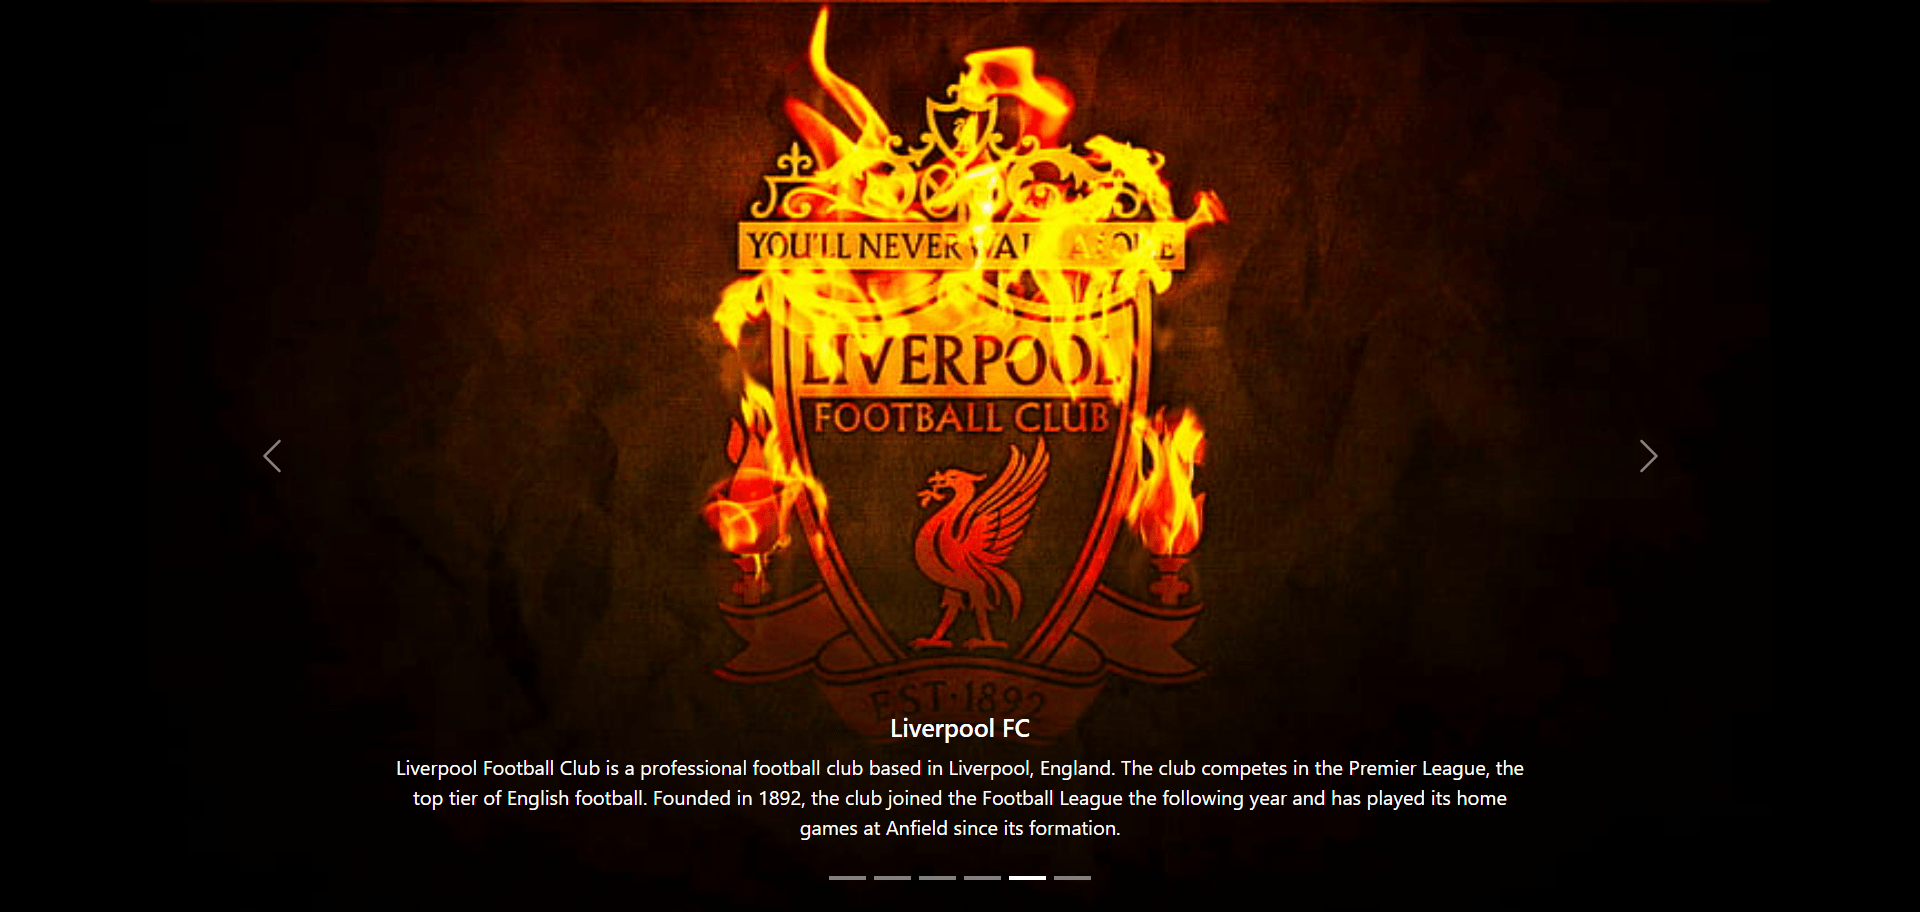 YOU'LL NEVER WALK ALONE
LIVERPOOL
FOOTBALL CLUB
EST·1892
Liverpool FC
Liverpool Football Club is a professional football club based in Liverpool, England. The club competes in the Premier League, the
top tier of English football. Founded in 1892, the club joined the Football League the following year and has played its home
games at Anfield since its formation.